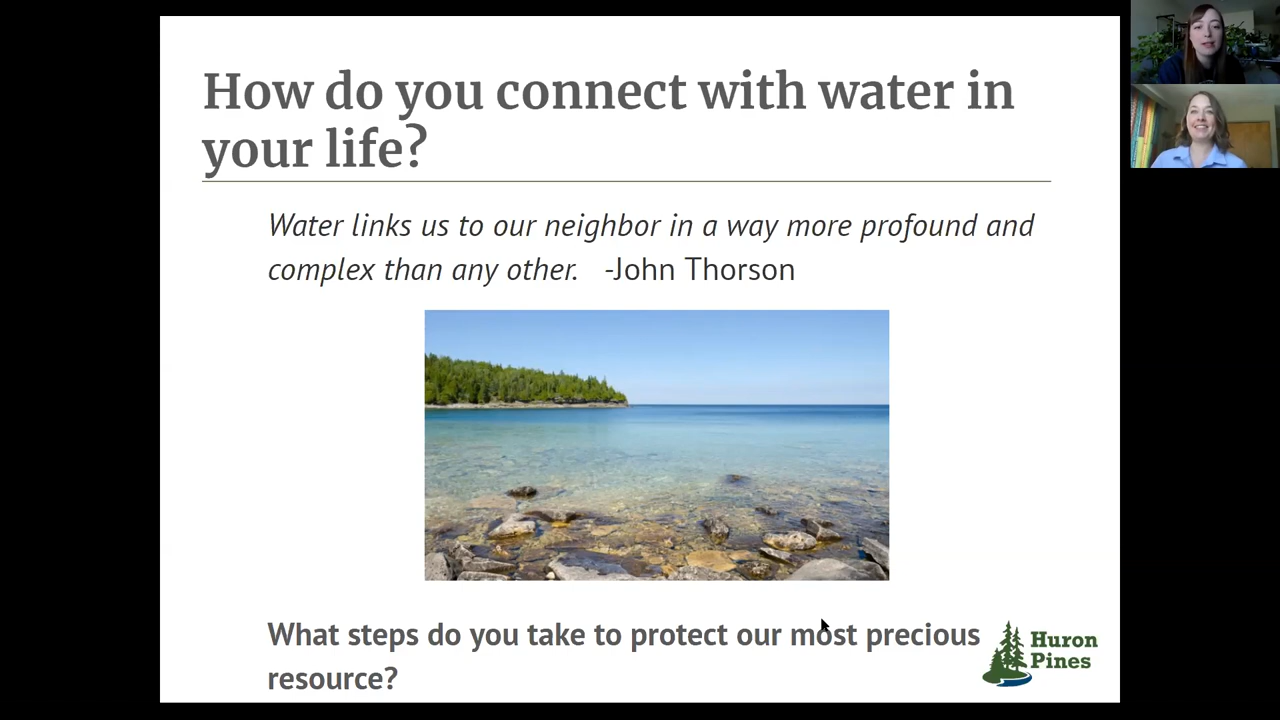 How do you connect with water in
your life?
Water links us to our neighbor in a way more profound and
complex than any other. -John Thorson
What steps do you take to protect our most precious
resource?
Huron
Pines